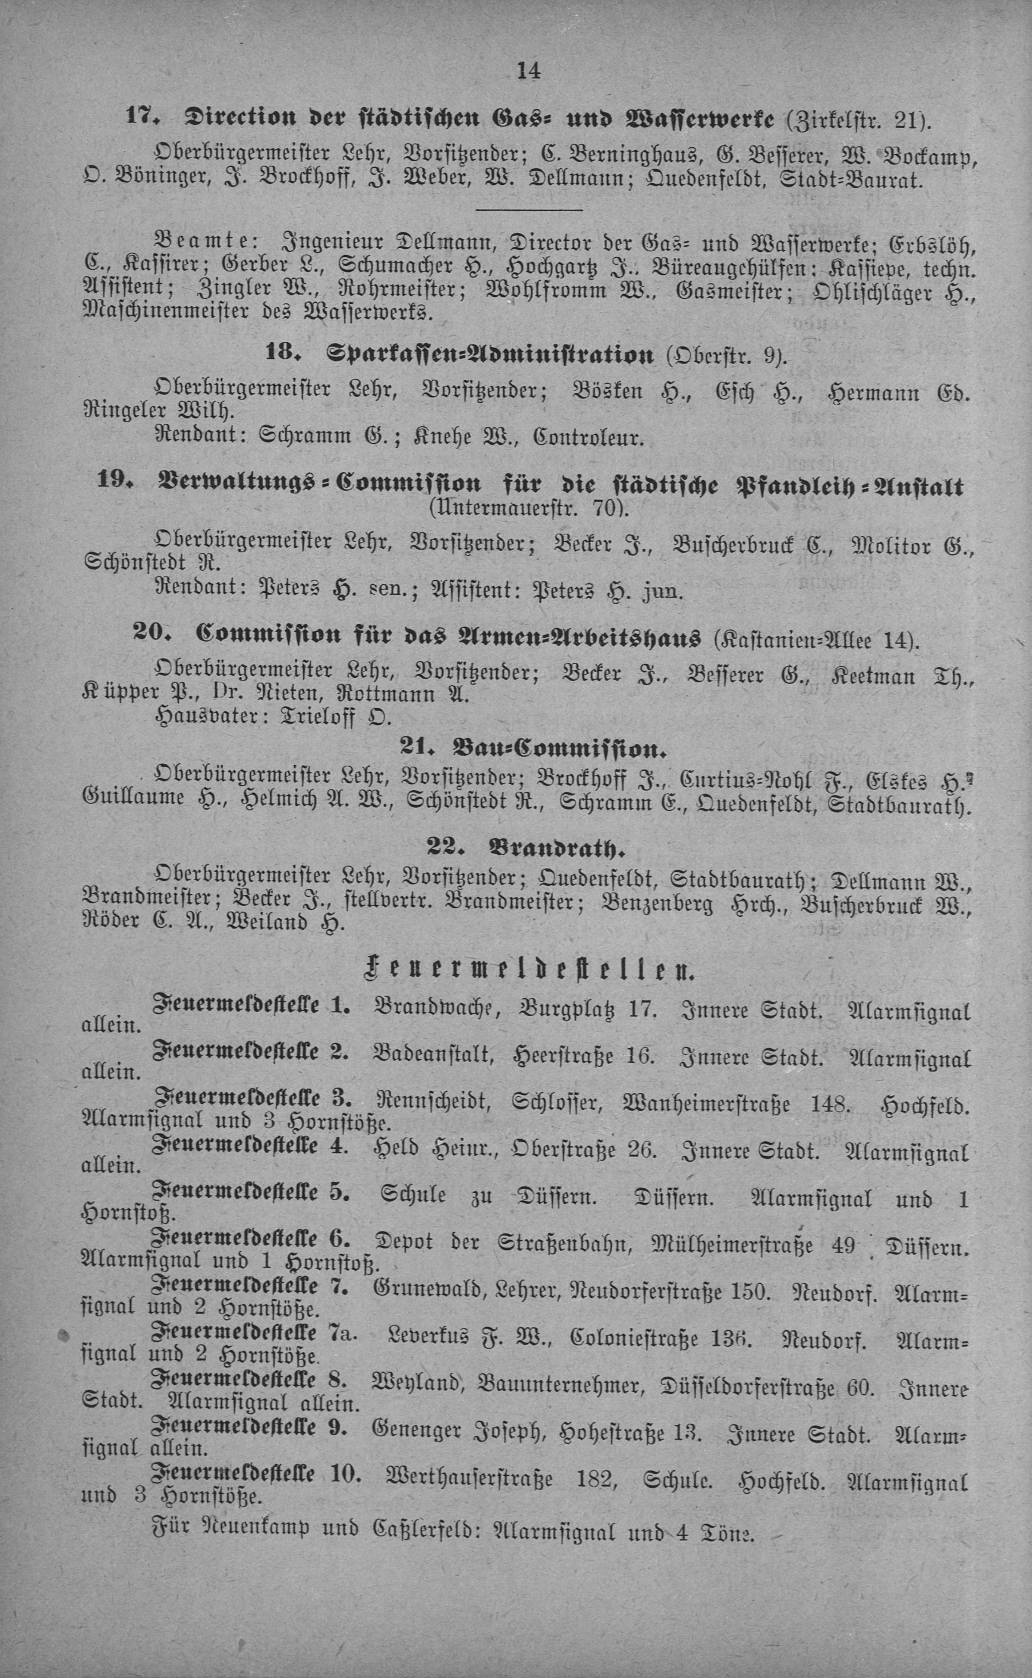 14
17. Direction der städtischen Gas- und Wasserwerke (Zirkelstr. 21).
Oberbürgermeister Lehr, Vorsitzender; C. Berninghaus, G. Besserer, W. Bockamp,
O. Böninger, J. Brockhoff, J. Weber, W. Dellmann; Quedenfeldt, Stadt-Baurat.
Beamte: Ingenieur Dellmann, Director der Gas- und Wasserwerke; Erbslöh,
C., Kassirer; Gerber L., Schumacher H., Hochgartz J.. Büreaugehülfen; Kassiepe, techn.
Assistent; Zingler W., Rohrmeister; Wohlfromm W., Gasmeister; Ohlischläger H.,
Maschinenmeister des Wasserwerks.
18. Sparkassen-Administration (Oberstr. 9).
Oberbürgermeister Lehr, Vorsitzender; Bösken H., Esch H., Hermann Ed.
Ringeler Wilh.
Rendant: Schramm G.; Knehe W., Controleur.
19. Verwaltungs-Commission für die städtische Pfandleih-Anstalt
(Untermauerstr. 70).
Oberbürgermeister Lehr, Vorsitzender; Becker J., Buscherbruck C., Molitor G.,
Schönstedt R.
Rendant: Peters H. sen.; Assistent: Peters H. jun.
20. Commission für das Armen-Arbeitshaus (Kastanien-Allee 14).
Oberbürgermeister Lehr, Vorsitzender; Becker J., Besserer G., Keetman Th.,
Küpper P., Dr. Nieten, Rottmann A.
Hausvater: Trieloff O.
21. Bau-Commission.
Oberbürgermeister Lehr, Vorsitzender; Brockhoff J., Curtius-Nohl F., Elskes H.,
Guillaume H., Helmich A. W., Schönstedt R., Schramm E., Quedenfeldt, Stadtbaurath.
22. Brandrath.
Oberbürgermeister Lehr, Vorsitzender; Quedenfeldt, Stadtbaurath; Dellmann W.,
Brandmeister; Becker J., stellvertr. Brandmeister; Benzenberg Hrch., Buscherbruck W.,
Röder C. A., Weiland H.
Feuermeldestellen.
Feuermeldestelle 1. Brandwache, Burgplatz 17. Innere Stadt. Alarmsignal
allein.
Feuermeldestelle 2. Badeanstalt, Heerstraße 16. Innere Stadt. Alarmsignal
allein.
Feuermeldestelle 3. Rennscheidt, Schlosser, Wanheimerstraße 148. Hochfeld.
Alarmsignal und 3 Hornstöße.
Feuermeldestelle 4. Held Heinr., Oberstraße 26. Innere Stadt. Alarmsignal
allein.
Feuermeldestelle 5. Schule zu Düssern. Düssern. Alarmsignal und 1
Hornstoß.
Feuermeldestelle 6. Depot der Straßenbahn, Mülheimerstraße 49. Düssern.
Alarmsignal und 1 Hornstoß.
Feuermeldestelle 7. Grunewald, Lehrer, Neudorferstraße 150. Neudorf. Alarm-
signal und 2 Hornstöße.
Feuermeldestelle 7a. Leverkus F. W., Coloniestraße 136. Neudorf. Alarm-
signal und 2 Hornstöße.
Feuermeldestelle 8. Weyland, Bauunternehmer, Düsseldorferstraße 60. Innere
Stadt. Alarmsignal allein.
Feuermeldestelle 9. Genenger Joseph, Hohestraße 13. Innere Stadt. Alarm-
signal allein.
Feuermeldestelle 10. Werthauserstraße 182, Schule. Hochfeld. Alarmsignal
und 3 Hornstöße.
Für Neuenkamp und Caßlerfeld: Alarmsignal und 4 Töne.